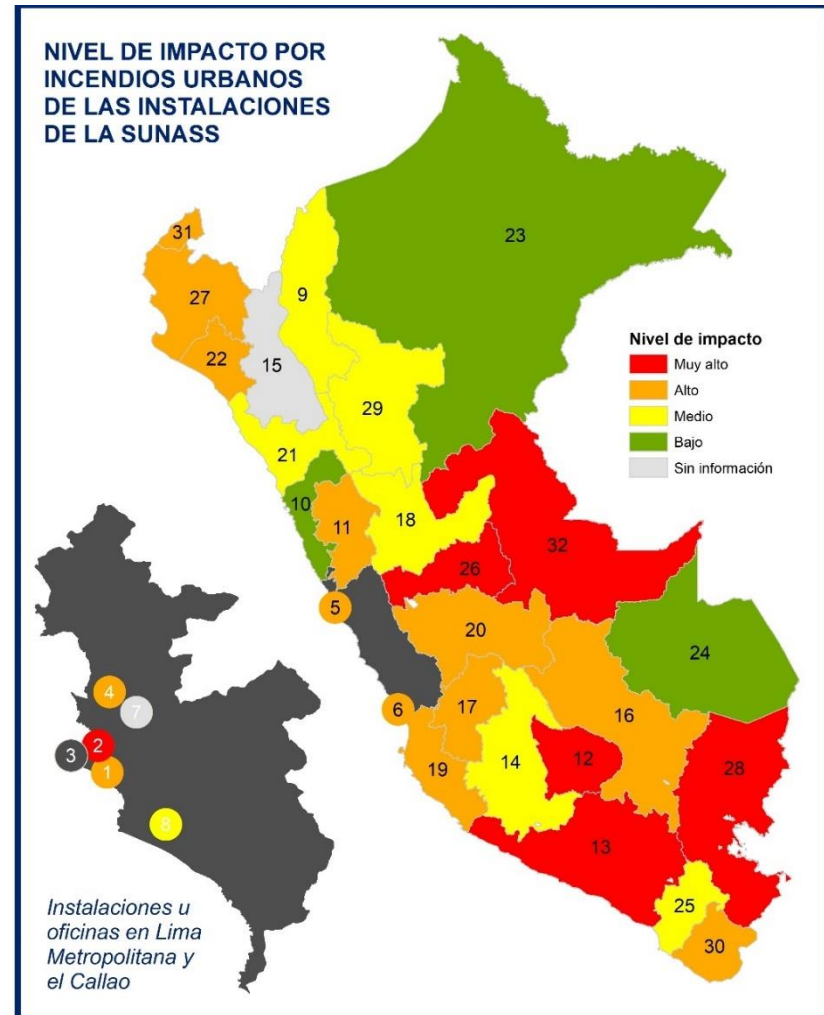 NIVEL DE IMPACTO POR
INCENDIOS URBANOS
DE LAS INSTALACIONES
DE LA SUNASS
31
23
27
9
22
15
29
21
10
11
18
32
26
5
20
24
6
17
16
19
14
12
28
13
25
30
Nivel de impacto
Muy alto
Alto
Medio
Bajo
Sin información
4
7
2
3
1
8
Instalaciones u
oficinas en Lima
Metropolitana y
el Callao